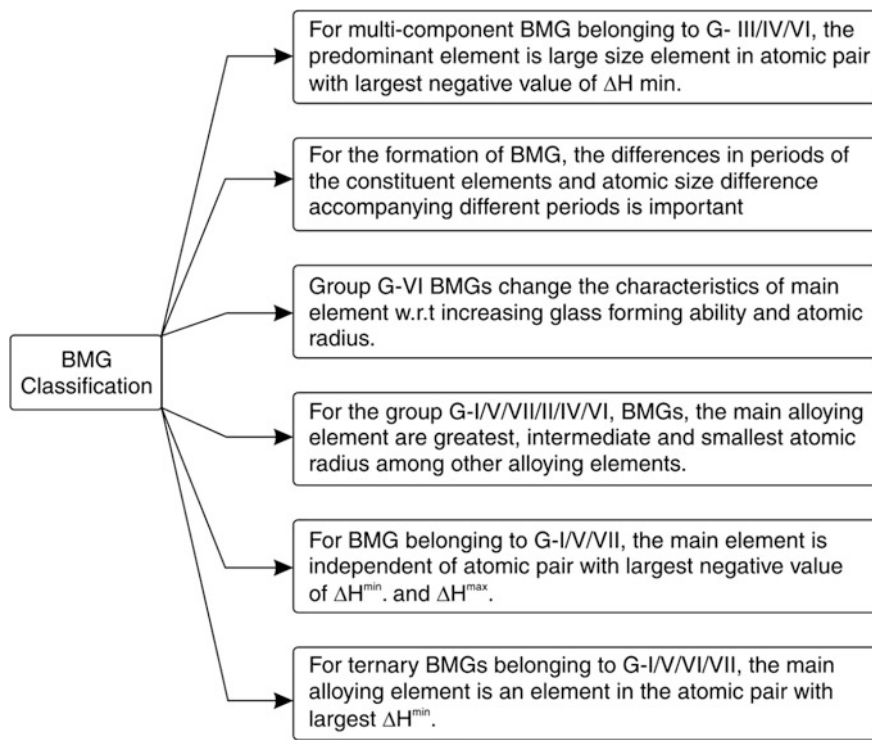 For multi-component BMG belonging to G- III/IV/VI, the
predominant element is large size element in atomic pair
with largest negative value of ΔH min.
For the formation of BMG, the differences in periods of
the constituent elements and atomic size difference
accompanying different periods is important
Group G-VI BMGs change the characteristics of main
element w.r.t increasing glass forming ability and atomic
radius.
BMG
Classification
For the group G-I/V/VII/II/IV/VI, BMGs, the main alloying
element are greatest, intermediate and smallest atomic
radius among other alloying elements.
For BMG belonging to G-I/V/VII, the main element is
independent of atomic pair with largest negative value
of ΔHᵐⁱⁿ. and ΔHᵐᵃˣ.
For ternary BMGs belonging to G-I/V/VI/VII, the main
alloying element is an element in the atomic pair with
largest ΔHᵐⁱⁿ.